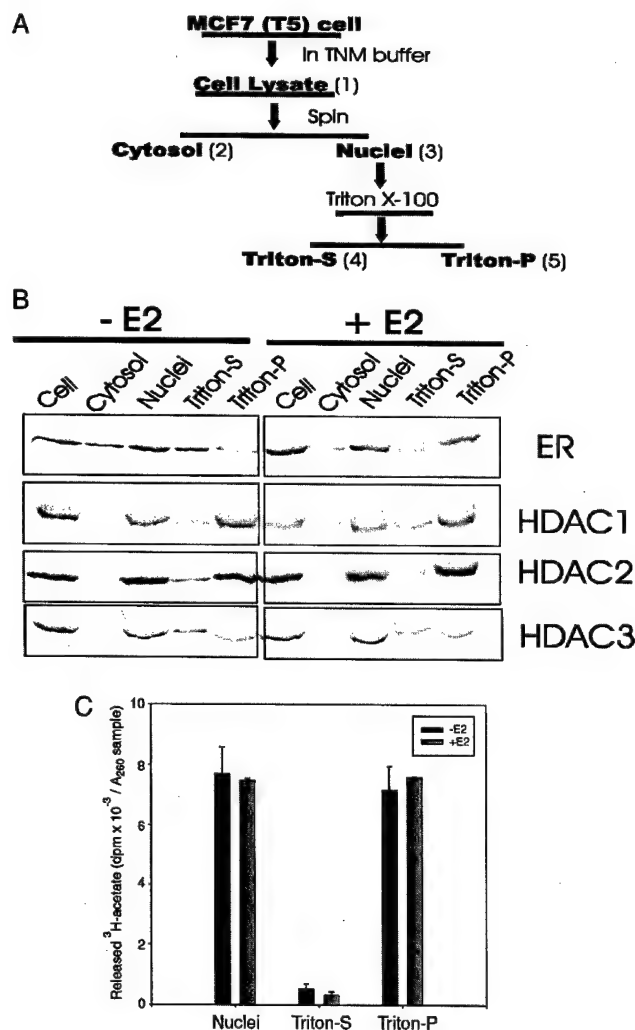 A
MCF7 (T5) cell
In TNM buffer
Cell Lysate (1)
Spin
Cytosol (2) Nuclei (3)
Triton X-100
Triton-S (4) Triton-P (5)
B
- E2 + E2
Cell Cytosol Nuclei Triton-S Triton-P Cell Cytosol Nuclei Triton-S Triton-P
ER
HDAC1
HDAC2
HDAC3
C
10
8
6
4
2
0
Released ³H-acetate (dpm x 10⁻³ / A₂₆₀ sample)
-E2
+E2
Nuclei Triton-S Triton-P